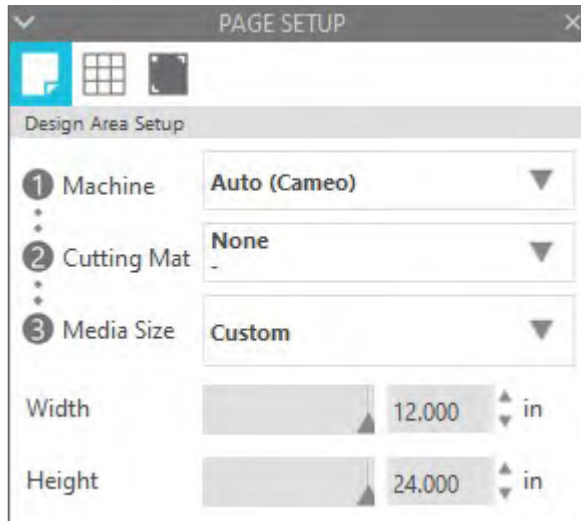 PAGE SETUP
Design Area Setup
1 Machine Auto (Cameo)
2 Cutting Mat None
-
3 Media Size Custom
Width 12.000 in
Height 24.000 in